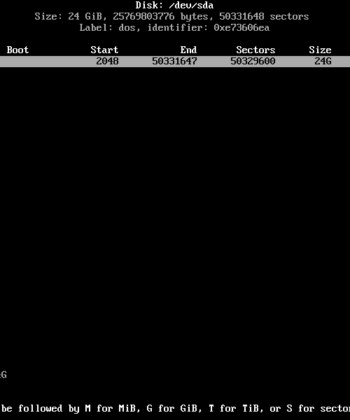 Disk: /dev/sda
Size: 24 GiB, 25769803776 bytes, 50331648 sectors
Label: dos, identifier: 0xe73606ea
Boot Start End Sectors Size
2048 50331647 50329600 24G
G
be followed by M for MiB, G for GiB, T for TiB, or S for sector